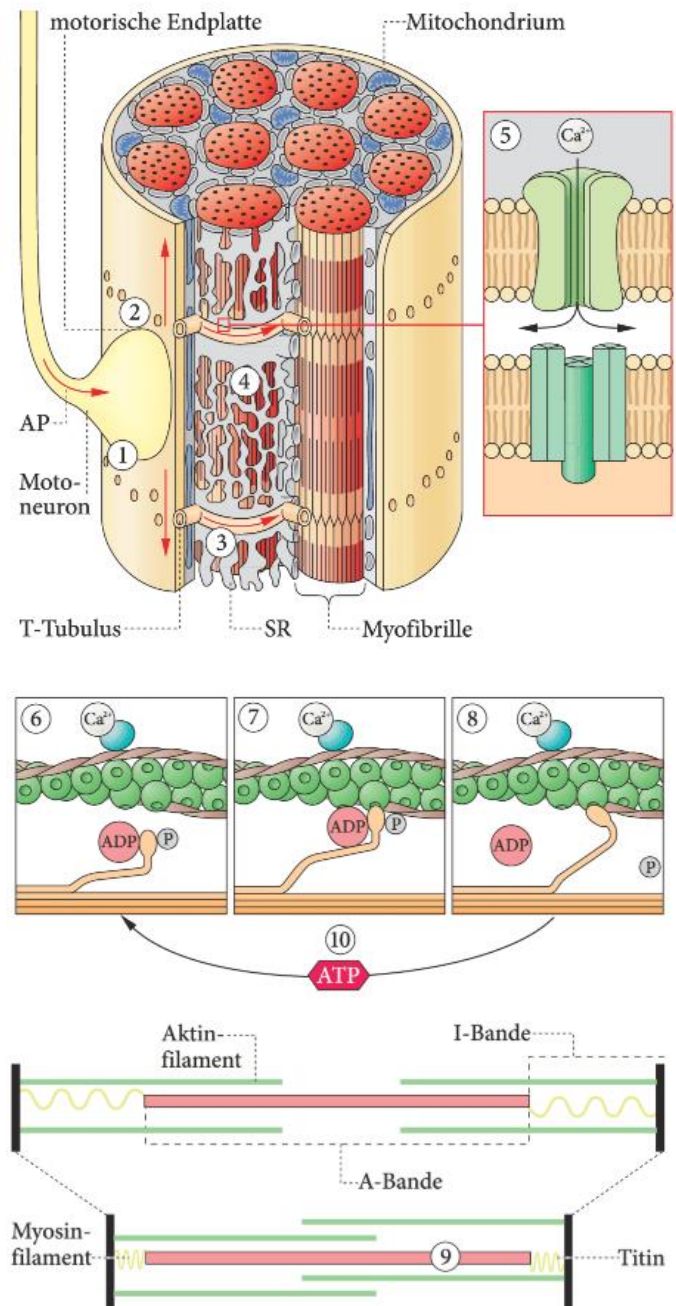 motorische Endplatte
Mitochondrium
5
Ca²⁺
2
4
AP
1
Moto-
neuron
3
T-Tubulus
SR
Myofibrille
6
Ca²⁺
ADP
P
7
Ca²⁺
ADP
P
8
Ca²⁺
ADP
P
10
ATP
Aktin-
filament
I-Bande
A-Bande
Myosin-
filament
9
Titin